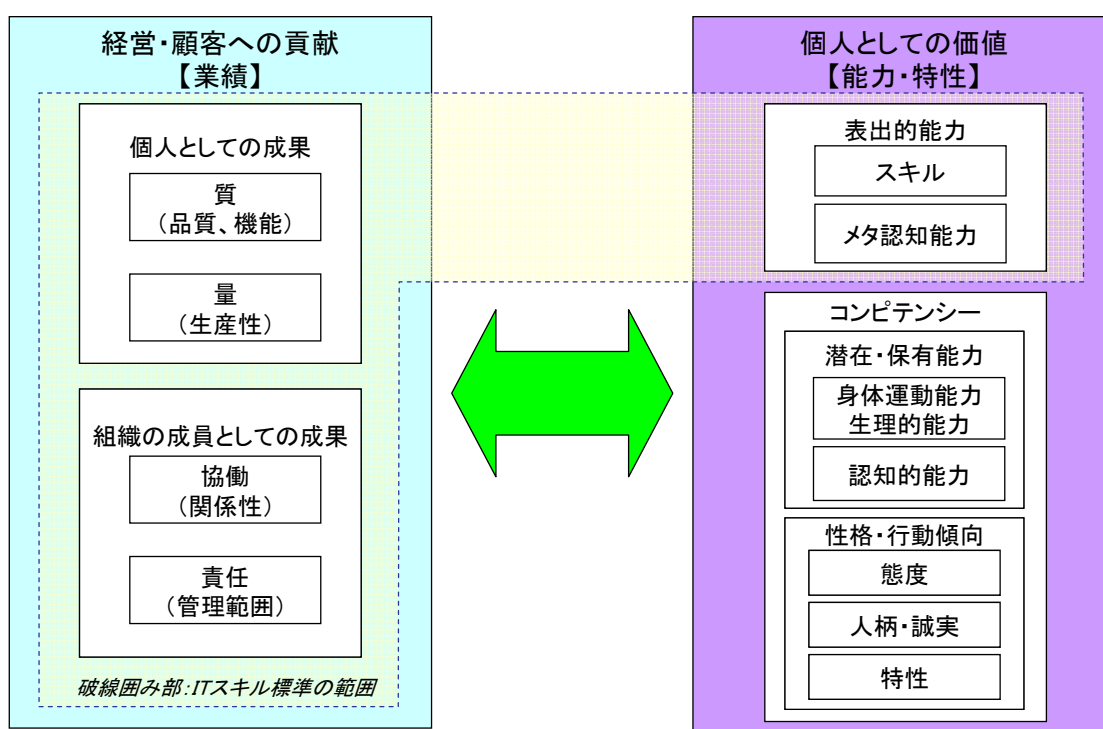 経営・顧客への貢献
【業績】
個人としての成果
質
（品質、機能）
量
（生産性）
組織の成員としての成果
協働
（関係性）
責任
（管理範囲）
破線囲み部：ITスキル標準の範囲
個人としての価値
【能力・特性】
表出的能力
スキル
メタ認知能力
コンピテンシー
潜在・保有能力
身体運動能力
生理的能力
認知的能力
性格・行動傾向
態度
人柄・誠実
特性